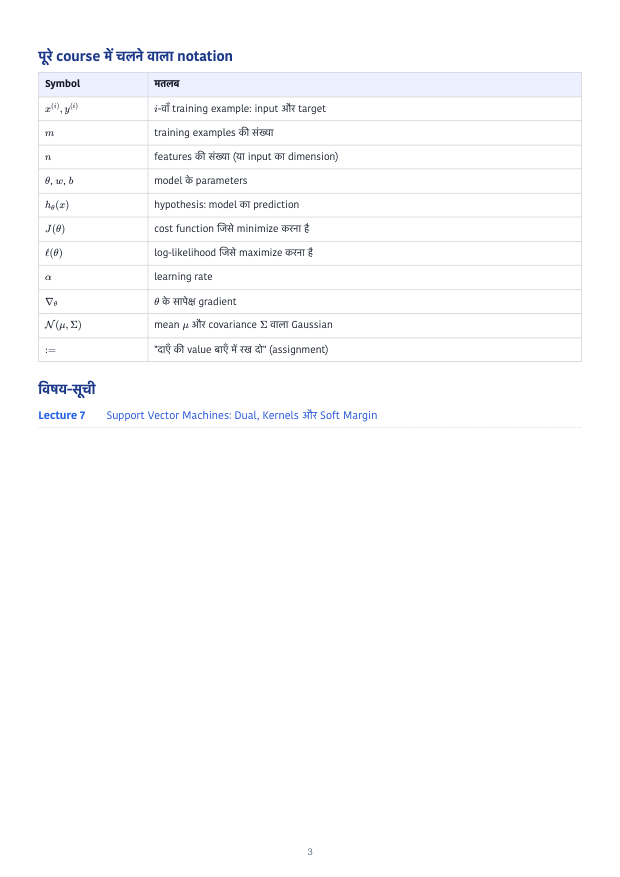 पूरे course में चलने वाला notation
Symbol मतलब
x^(i), y^(i) i-वाँ training example: input और target
m training examples की संख्या
n features की संख्या (या input का dimension)
θ, w, b model के parameters
h_θ(x) hypothesis: model का prediction
J(θ) cost function जिसे minimize करना है
ℓ(θ) log-likelihood जिसे maximize करना है
α learning rate
∇_θ θ के सापेक्ष gradient
𝒩(μ, Σ) mean μ और covariance Σ वाला Gaussian
:= "दाएँ की value बाएँ में रख दो" (assignment)
विषय-सूची
Lecture 7 Support Vector Machines: Dual, Kernels और Soft Margin
3